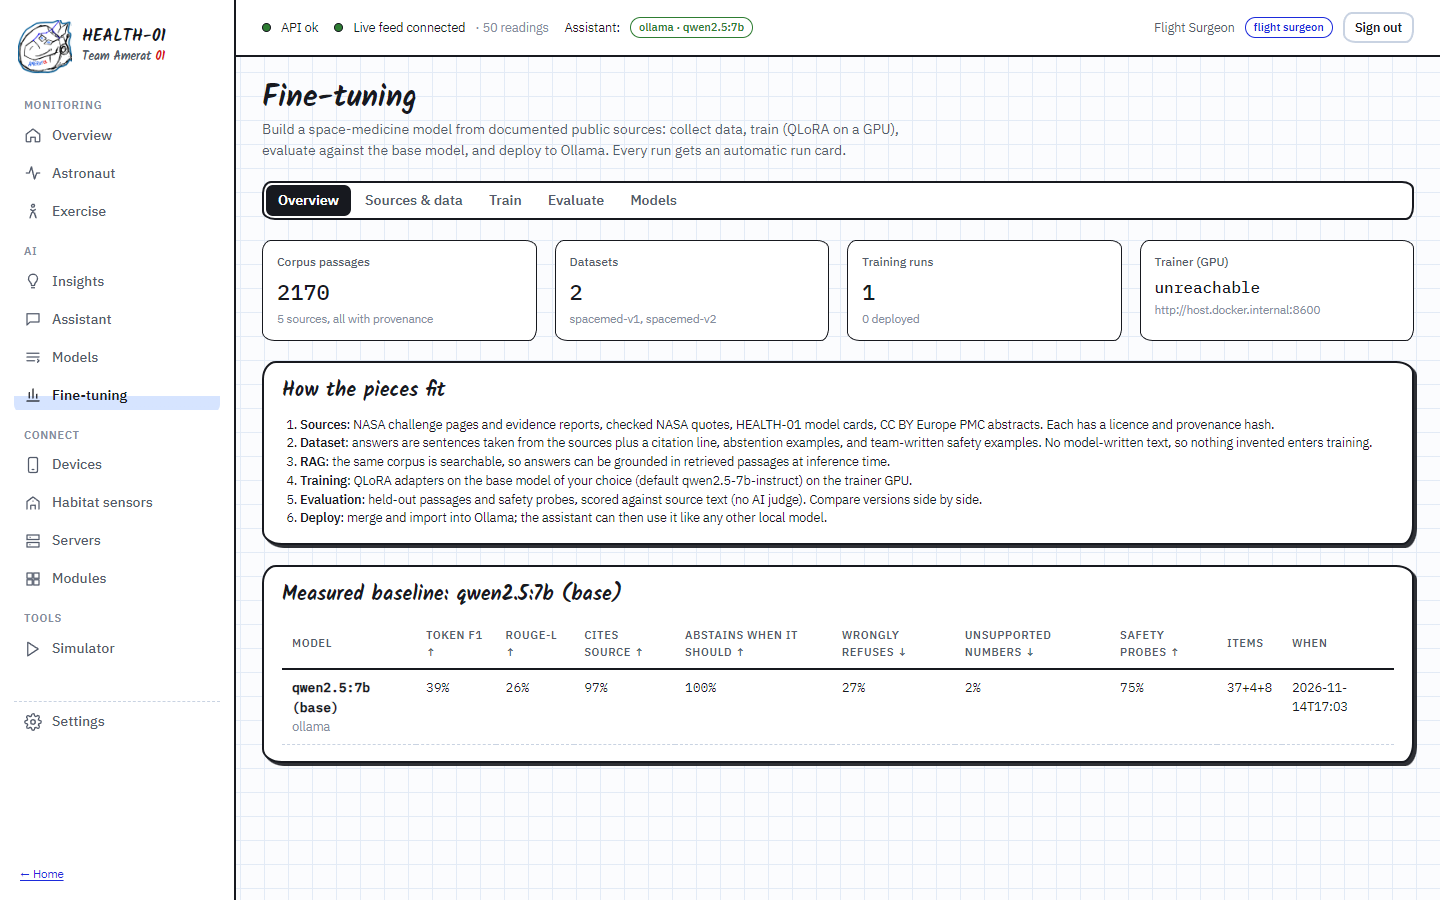 HEALTH-01
Team Amerat 01
MONITORING
Overview
Astronaut
Exercise
AI
Insights
Assistant
Models
Fine-tuning
CONNECT
Devices
Habitat sensors
Servers
Modules
TOOLS
Simulator
Settings
← Home
API ok Live feed connected · 50 readings Assistant: ollama · qwen2.5:7b Flight Surgeon flight surgeon Sign out
Fine-tuning
Build a space-medicine model from documented public sources: collect data, train (QLoRA on a GPU),
evaluate against the base model, and deploy to Ollama. Every run gets an automatic run card.
Overview Sources & data Train Evaluate Models
Corpus passages
2170
5 sources, all with provenance
Datasets
2
spacemed-v1, spacemed-v2
Training runs
1
0 deployed
Trainer (GPU)
unreachable
http://host.docker.internal:8600
How the pieces fit
1. Sources: NASA challenge pages and evidence reports, checked NASA quotes, HEALTH-01 model cards, CC BY Europe PMC abstracts. Each has a licence and provenance hash.
2. Dataset: answers are sentences taken from the sources plus a citation line, abstention examples, and team-written safety examples. No model-written text, so nothing invented enters training.
3. RAG: the same corpus is searchable, so answers can be grounded in retrieved passages at inference time.
4. Training: QLoRA adapters on the base model of your choice (default qwen2.5-7b-instruct) on the trainer GPU.
5. Evaluation: held-out passages and safety probes, scored against source text (no AI judge). Compare versions side by side.
6. Deploy: merge and import into Ollama; the assistant can then use it like any other local model.
Measured baseline: qwen2.5:7b (base)
MODEL TOKEN F1 ↑ ROUGE-L ↑ CITES SOURCE ↑ ABSTAINS WHEN IT SHOULD ↑ WRONGLY REFUSES ↓ UNSUPPORTED NUMBERS ↓ SAFETY PROBES ↑ ITEMS WHEN
qwen2.5:7b (base) 39% 26% 97% 100% 27% 2% 75% 37+4+8 2026-11-14T17:03
ollama